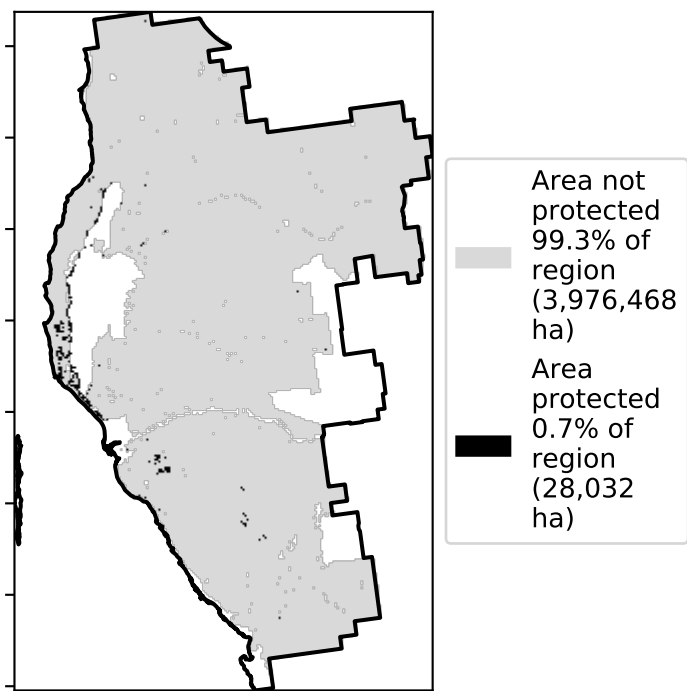 Area not
protected
99.3% of
region
(3,976,468
ha)
Area
protected
0.7% of
region
(28,032
ha)